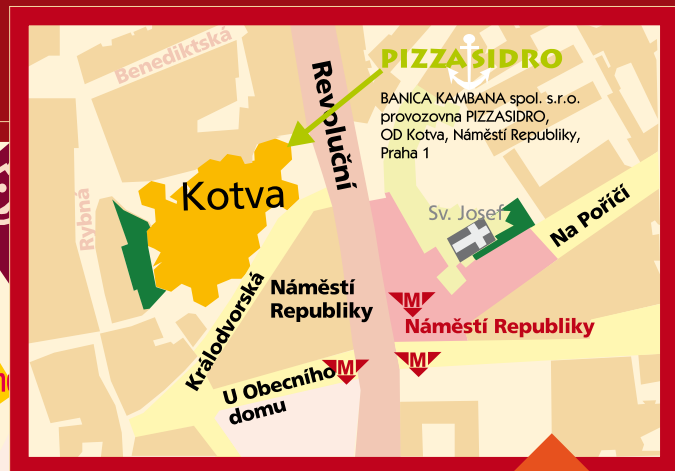 Benediktská
Revoluční
PIZZASIDRO
BANICA KAMBANA spol. s.r.o.
provozovna PIZZASIDRO,
OD Kotva, Náměstí Republiky,
Praha 1
Rybná
Kotva
Sv. Josef
Na Poříčí
Králodvorská
Náměstí
Republiky
M
Náměstí Republiky
M
M
U Obecního
domu